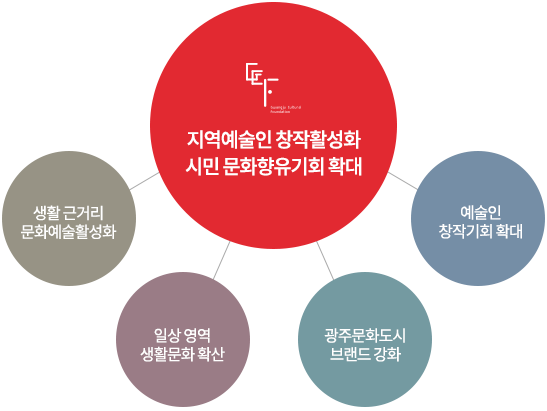 지역예술인 창작활성화
시민 문화향유기회 확대
생활 근거리
문화예술활성화
예술인
창작기회 확대
일상 영역
생활문화 확산
광주문화도시
브랜드 강화